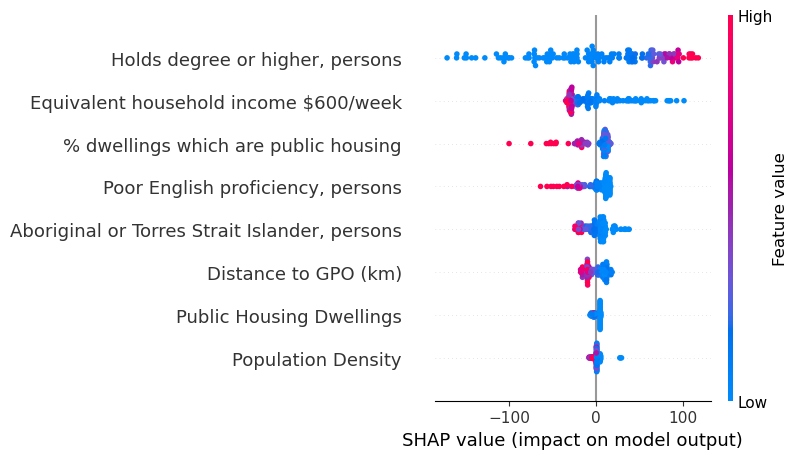 High
Holds degree or higher, persons
Equivalent household income $600/week
% dwellings which are public housing
Poor English proficiency, persons
Aboriginal or Torres Strait Islander, persons
Distance to GPO (km)
Public Housing Dwellings
Population Density
Feature value
Low
−100 0 100
SHAP value (impact on model output)